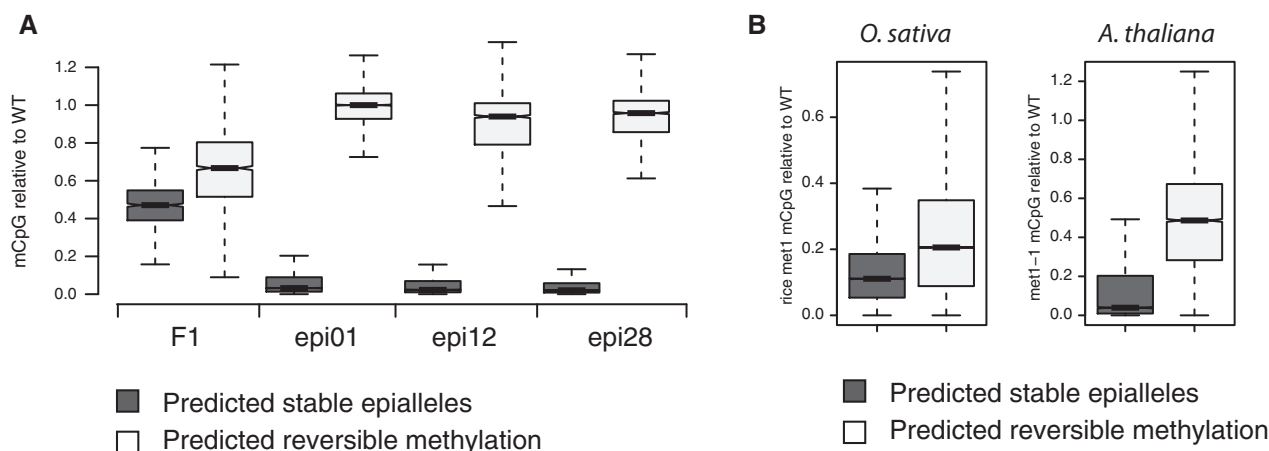 A
mCpG relative to WT
1.2
1.0
0.8
0.6
0.4
0.2
0.0
F1 epi01 epi12 epi28
Predicted stable epialleles
Predicted reversible methylation
B
O. sativa
rice met1 mCpG relative to WT
0.6
0.4
0.2
0.0
A. thaliana
met1−1 mCpG relative to WT
1.2
1.0
0.8
0.6
0.4
0.2
0.0
Predicted stable epialleles
Predicted reversible methylation